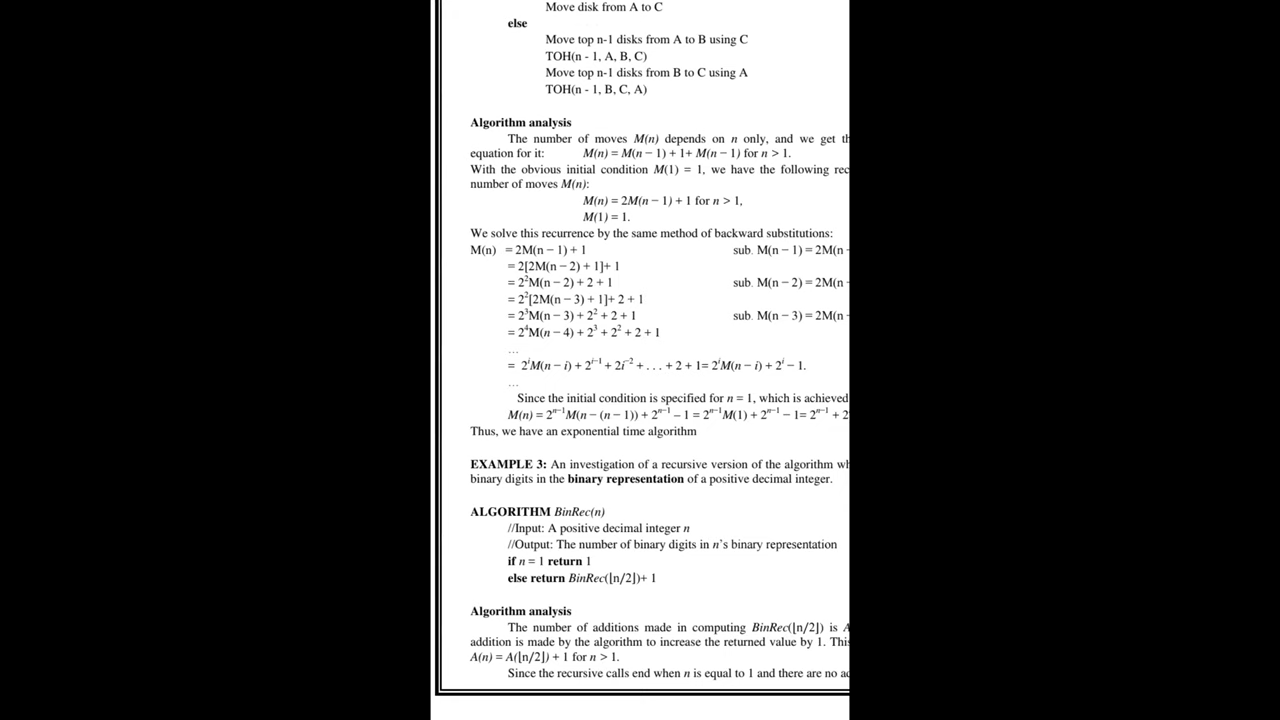 Move disk from A to C
else
Move top n-1 disks from A to B using C
TOH(n - 1, A, B, C)
Move top n-1 disks from B to C using A
TOH(n - 1, B, C, A)
Algorithm analysis
The number of moves M(n) depends on n only, and we get
equation for it: M(n) = M(n − 1) + 1+ M(n − 1) for n > 1.
With the obvious initial condition M(1) = 1, we have the following
number of moves M(n):
M(n) = 2M(n − 1) + 1 for n > 1,
M(1) = 1.
We solve this recurrence by the same method of backward substitutions:
M(n) = 2M(n − 1) + 1 sub. M(n − 1) = 2M(n −
= 2[2M(n − 2) + 1]+ 1
= 2²M(n − 2) + 2 + 1 sub. M(n − 2) = 2M(n −
= 2²[2M(n − 3) + 1]+ 2 + 1
= 2³M(n − 3) + 2² + 2 + 1 sub. M(n − 3) = 2M(n −
= 2⁴M(n − 4) + 2³ + 2² + 2 + 1
…
= 2ⁱM(n − i) + 2ⁱ⁻¹ + 2i⁻² + . . . + 2 + 1= 2ⁱM(n − i) + 2ⁱ − 1.
…
Since the initial condition is specified for n = 1, which is achieved
M(n) = 2ⁿ⁻¹M(n − (n − 1)) + 2ⁿ⁻¹ – 1 = 2ⁿ⁻¹M(1) + 2ⁿ⁻¹ − 1= 2ⁿ⁻¹ + 2
Thus, we have an exponential time algorithm
EXAMPLE 3: An investigation of a recursive version of the algorithm
binary digits in the binary representation of a positive decimal integer.
ALGORITHM BinRec(n)
//Input: A positive decimal integer n
//Output: The number of binary digits in n’s binary representation
if n = 1 return 1
else return BinRec(⌊n/2⌋)+ 1
Algorithm analysis
The number of additions made in computing BinRec(⌊n/2⌋) is A
addition is made by the algorithm to increase the returned value by 1.
A(n) = A(⌊n/2⌋) + 1 for n > 1.
Since the recursive calls end when n is equal to 1 and there are no